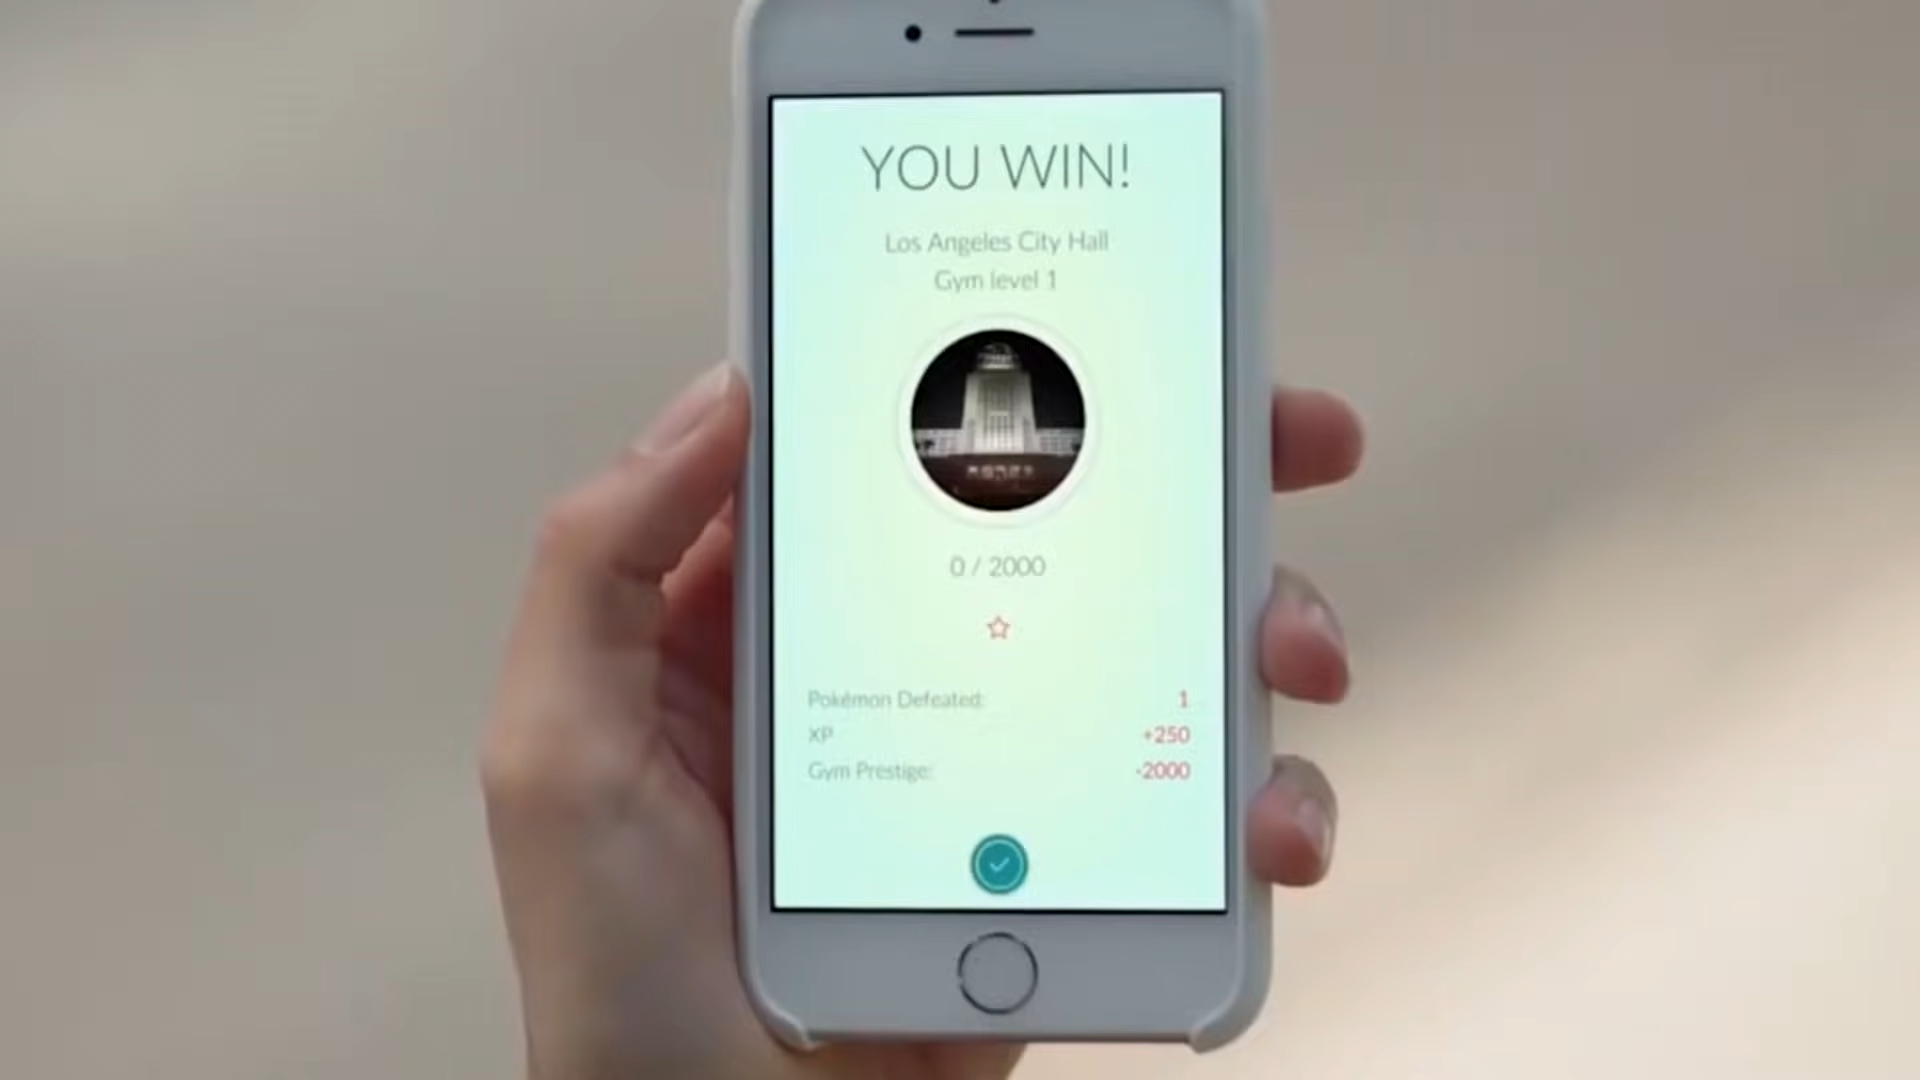 YOU WIN!
Los Angeles City Hall
Gym level 1
0 / 2000
Pokémon Defeated: 1
XP +250
Gym Prestige: -2000